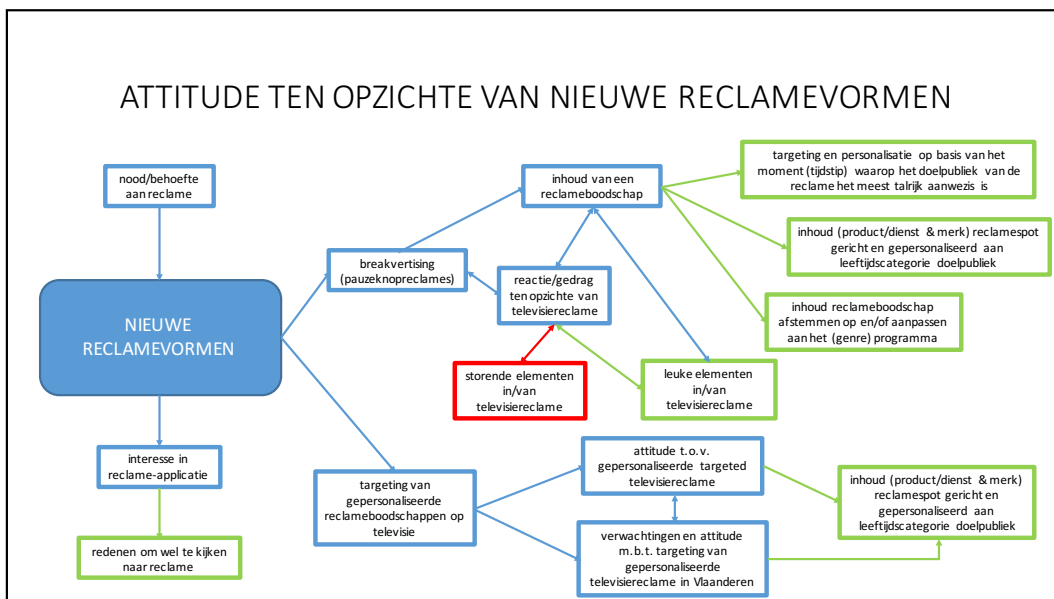 ATTITUDE TEN OPZICHTE VAN NIEUWE RECLAMEVORMEN
nood/behoefte
aan reclame
NIEUWE
RECLAMEVORMEN
interesse in
reclame-applicatie
redenen om wel te kijken
naar reclame
breakvertising
(pauzeknopreclames)
inhoud van een
reclameboodschap
reactie/gedrag
ten opzichte van
televisiereclame
storende elementen
in/van
televisiereclame
leuke elementen
in/van
televisiereclame
targeting en personalisatie op basis van het
moment (tijdstip) waarop het doelpubliek van de
reclame het meest talrijk aanwezis is
inhoud (product/dienst & merk) reclamespot
gericht en gepersonaliseerd aan
leeftijdscategorie doelpubliek
inhoud reclameboodschap
afstemmen op en/of aanpassen
aan het (genre) programma
targeting van
gepersonaliseerde
reclameboodschappen op
televisie
attitude t.o.v.
gepersonaliseerde targeted
televisiereclame
verwachtingen en attitude
m.b.t. targeting van
gepersonaliseerde
televisiereclame in Vlaanderen
inhoud (product/dienst & merk)
reclamespot gericht en
gepersonaliseerd aan
leeftijdscategorie doelpubliek